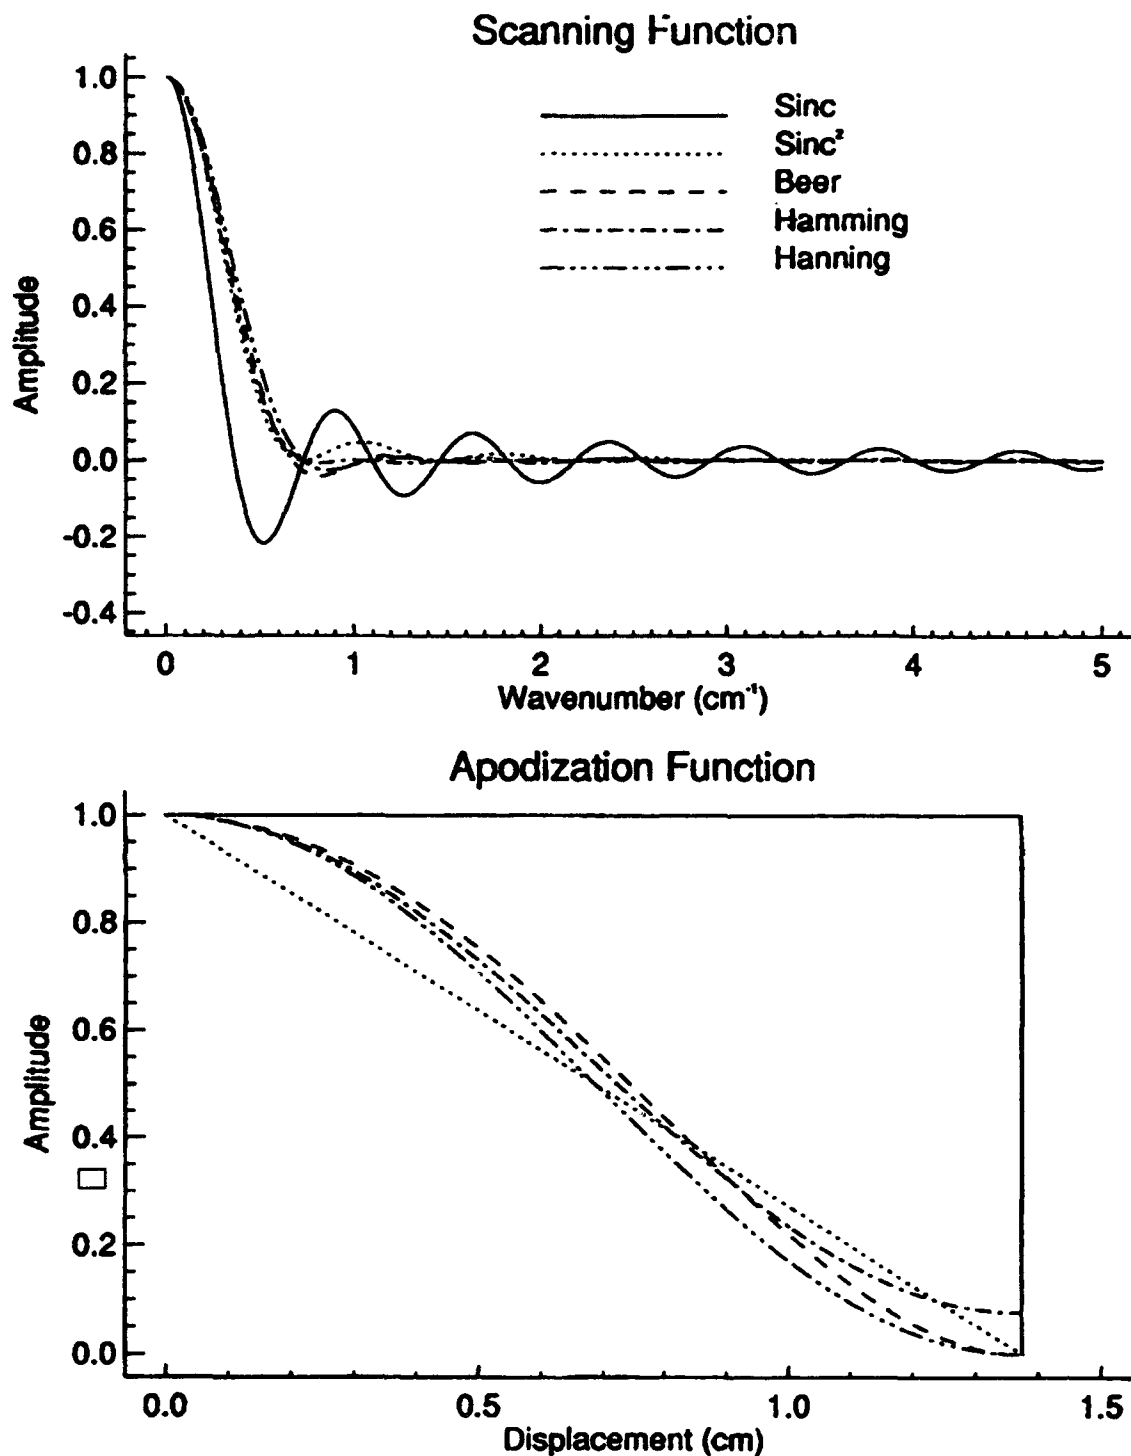 Scanning Function
1.0
0.8
0.6
0.4
0.2
0.0
-0.2
-0.4
Amplitude
Sinc
Sinc²
Beer
Hamming
Hanning
0 1 2 3 4 5
Wavenumber (cm⁻¹)
Apodization Function
1.0
0.8
0.6
0.4
0.2
0.0
Amplitude
0.0 0.5 1.0 1.5
Displacement (cm)